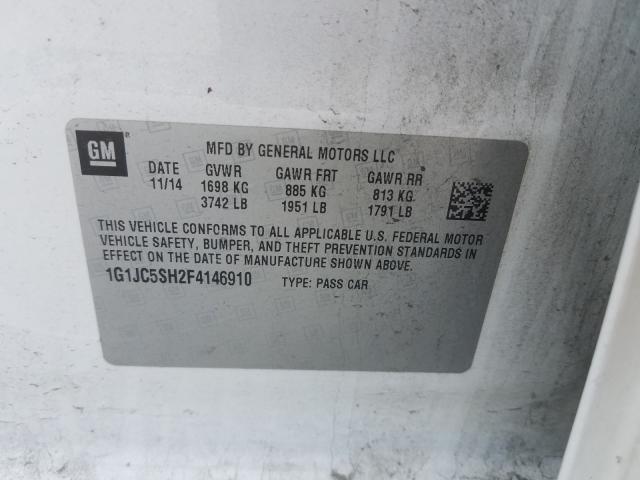 GM
MFD BY GENERAL MOTORS LLC
DATE GVWR GAWR FRT GAWR RR
11/14 1698 KG 885 KG 813 KG
3742 LB 1951 LB 1791 LB
THIS VEHICLE CONFORMS TO ALL APPLICABLE U.S. FEDERAL MOTOR
VEHICLE SAFETY, BUMPER, AND THEFT PREVENTION STANDARDS IN
EFFECT ON THE DATE OF MANUFACTURE SHOWN ABOVE.
1G1JC5SH2F4146910 TYPE: PASS CAR